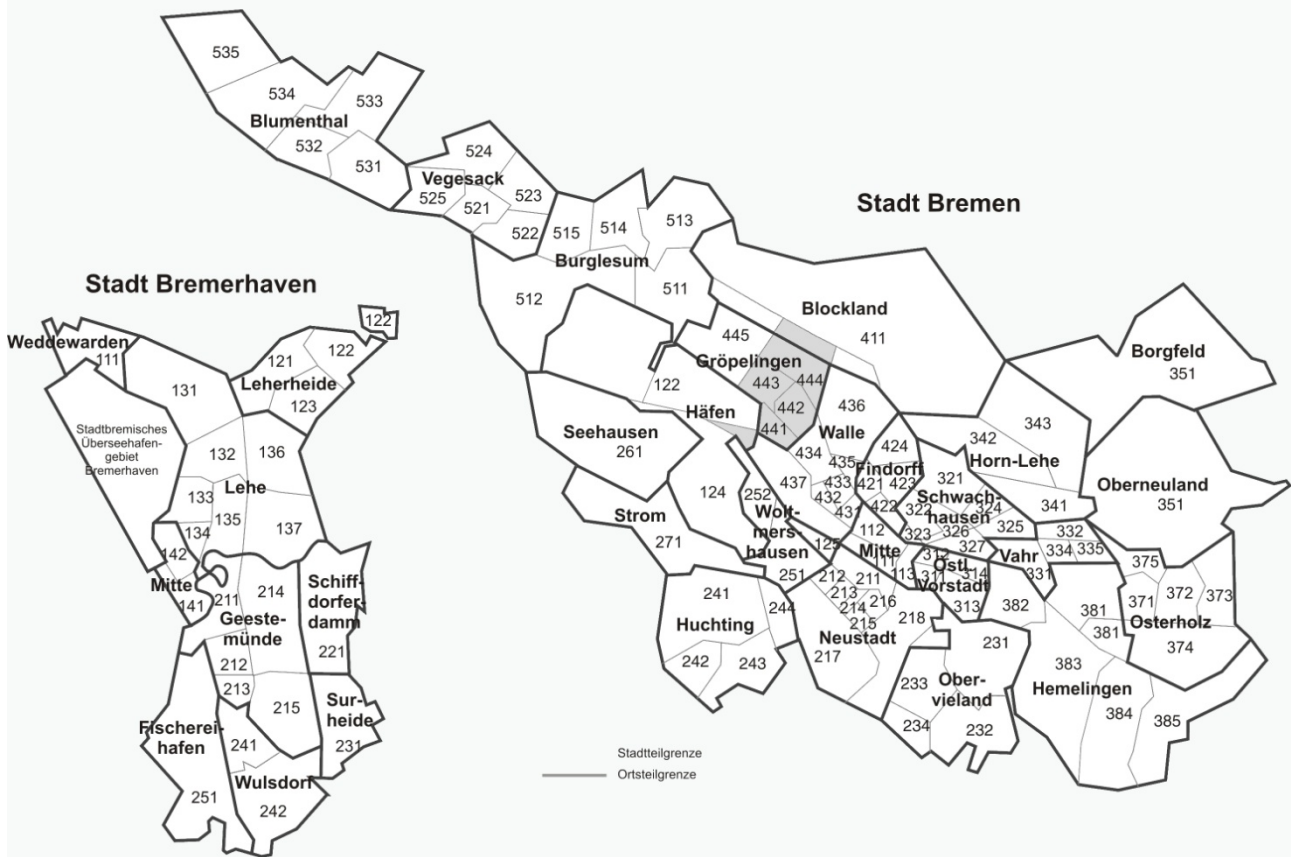 535
534
533
Blumenthal
532
531
524
Vegesack
525
521
523
522
515
514
513
Burglesum
512
511
Stadt Bremen
Blockland
411
445
Gröpelingen
443
444
442
441
122
Häfen
Seehausen
261
Strom
271
124
252
Wolt-
mers-
hausen
125
251
436
Walle
434
435
437
433
432
431
424
Findorff
421
423
422
112
Mitte
111
113
343
342
Horn-Lehe
341
321
Schwach-
hausen
322
324
325
323
326
327
Borgfeld
351
Oberneuland
351
332
334
335
Vahr
331
312
Östl.
311
314
Vorstadt
313
375
371
372
373
Osterholz
374
382
381
381
383
Hemelingen
384
385
241
244
Huchting
242
243
212
211
213
214
216
215
218
Neustadt
217
231
233
Ober-
vieland
234
232
Stadt Bremerhaven
Weddewarden
111
122
121
122
Leherheide
123
131
Stadtbremisches
Überseehafen-
gebiet
Bremerhaven
132
136
Lehe
133
135
134
137
142
Mitte
141
211
214
Geeste-
münde
212
213
215
Schiff-
dorfer-
damm
221
Sur-
heide
231
Fischerei-
hafen
251
241
Wulsdorf
242
Stadtteilgrenze
Ortsteilgrenze